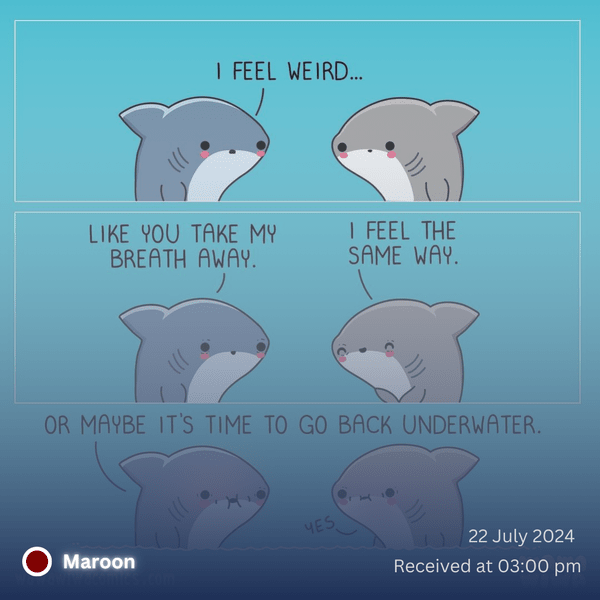 I FEEL WEIRD...
LIKE YOU TAKE MY
BREATH AWAY.
I FEEL THE
SAME WAY.
OR MAYBE IT'S TIME TO GO BACK UNDERWATER.
YES
22 July 2024
Maroon
Received at 03:00 pm